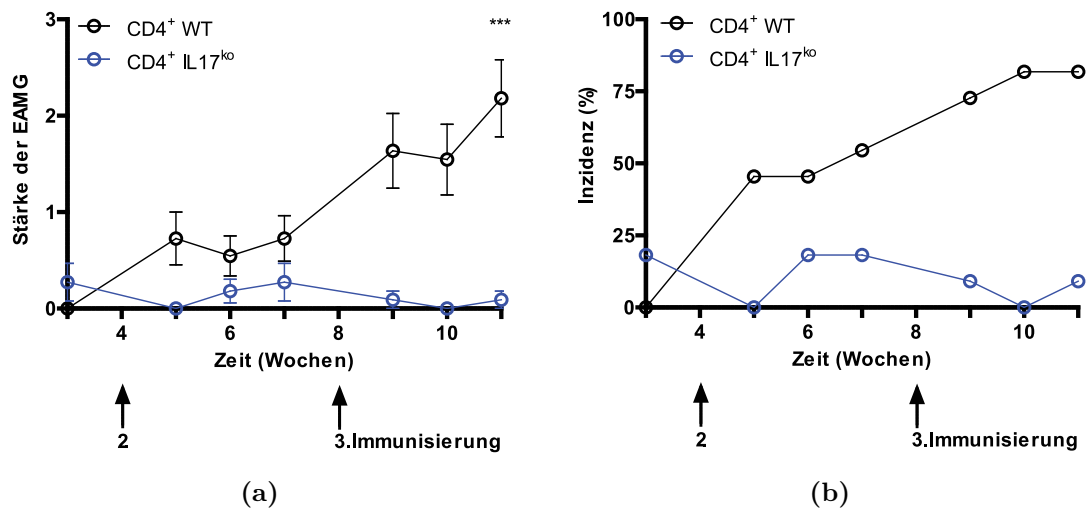 3
2
1
0
Stärke der EAMG
CD4⁺ WT
CD4⁺ IL17ᵏᵒ
***
4 6 8 10
Zeit (Wochen)
2 3.Immunisierung
(a)
100
75
50
25
0
Inzidenz (%)
CD4⁺ WT
CD4⁺ IL17ᵏᵒ
4 6 8 10
Zeit (Wochen)
2 3.Immunisierung
(b)